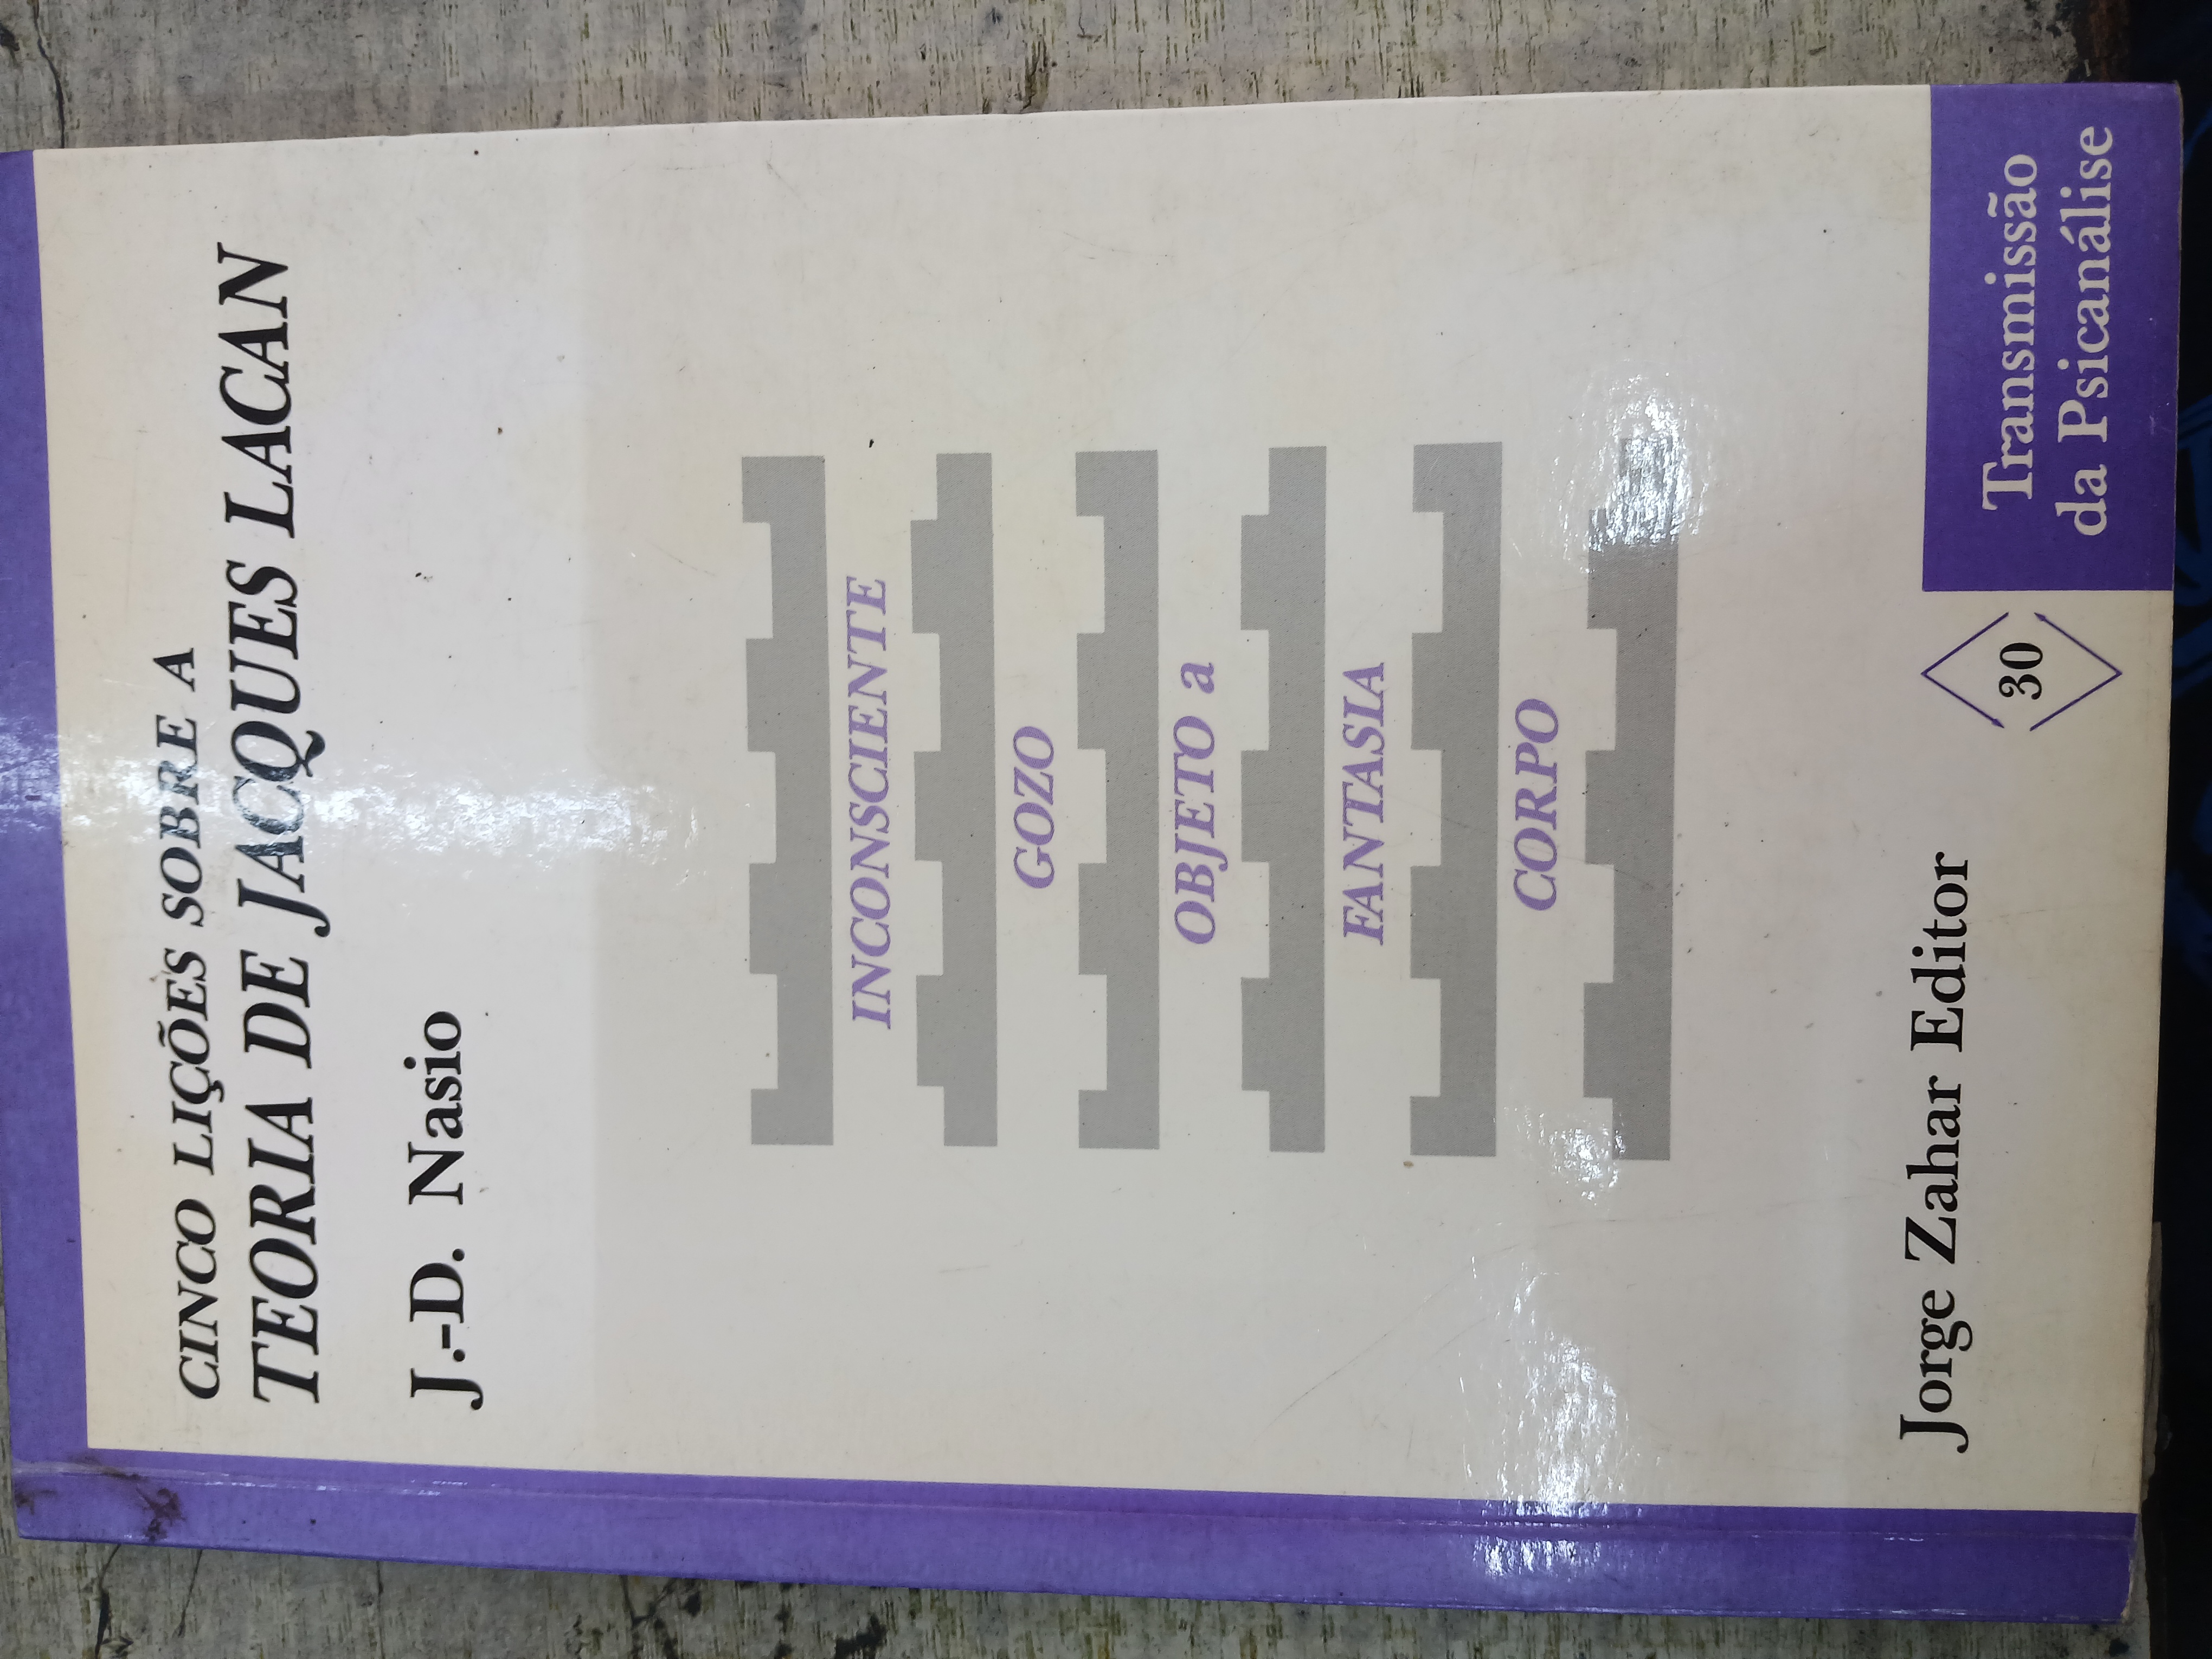 CINCO LIÇÕES SOBRE A
TEORIA DE JACQUES LACAN
J.-D. Nasio
INCONSCIENTE
GOZO
OBJETO a
FANTASIA
CORPO
Jorge Zahar Editor
30
Transmissão
da Psicanálise